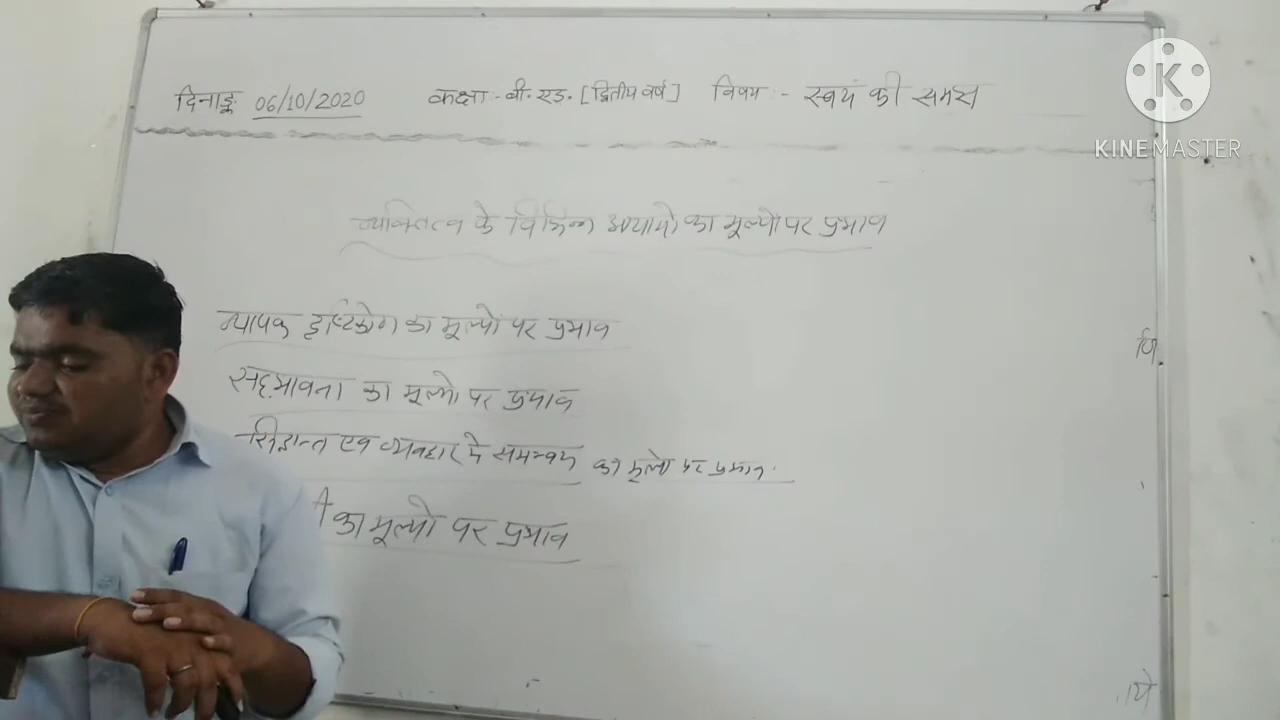 दिनाङ्क 06/10/2020 कक्षा:- बी.एड. [द्वितीय वर्ष] विषय:- स्वयं की समझ
KINEMASTER
व्यक्तित्व के विभिन्न आयामो का मूल्यो पर प्रभाव
व्यापक दृष्टिकोण का मूल्यो पर प्रभाव
सद्भावना का मूल्यो पर प्रभाव
सिद्धान्त एव व्यवहार मे समन्वय का मूल्यो पर प्रभाव
का मूल्यो पर प्रभाव